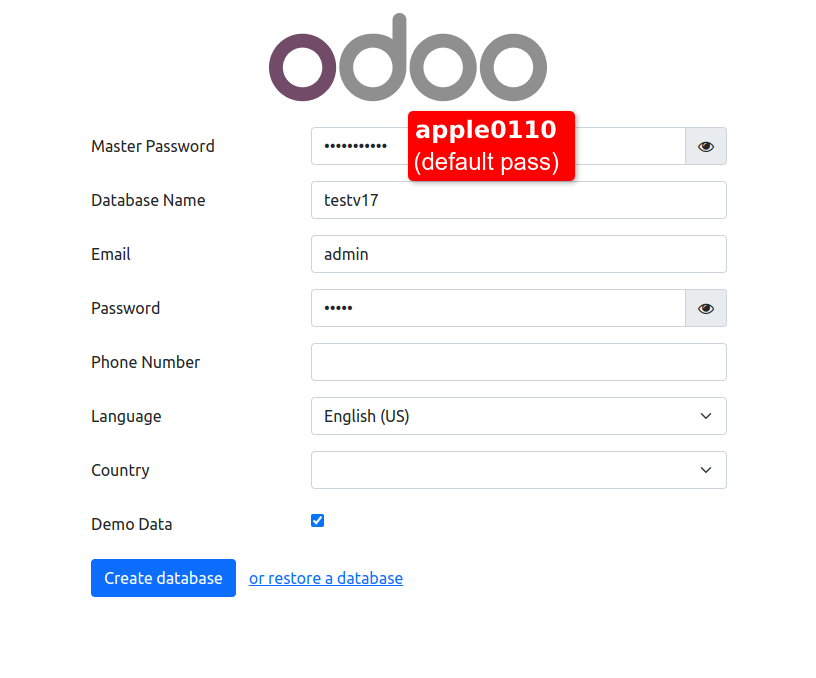 odoo
Master Password ••••••••••• apple0110
(default pass)
Database Name testv17
Email admin
Password •••••
Phone Number
Language English (US)
Country
Demo Data
Create database or restore a database